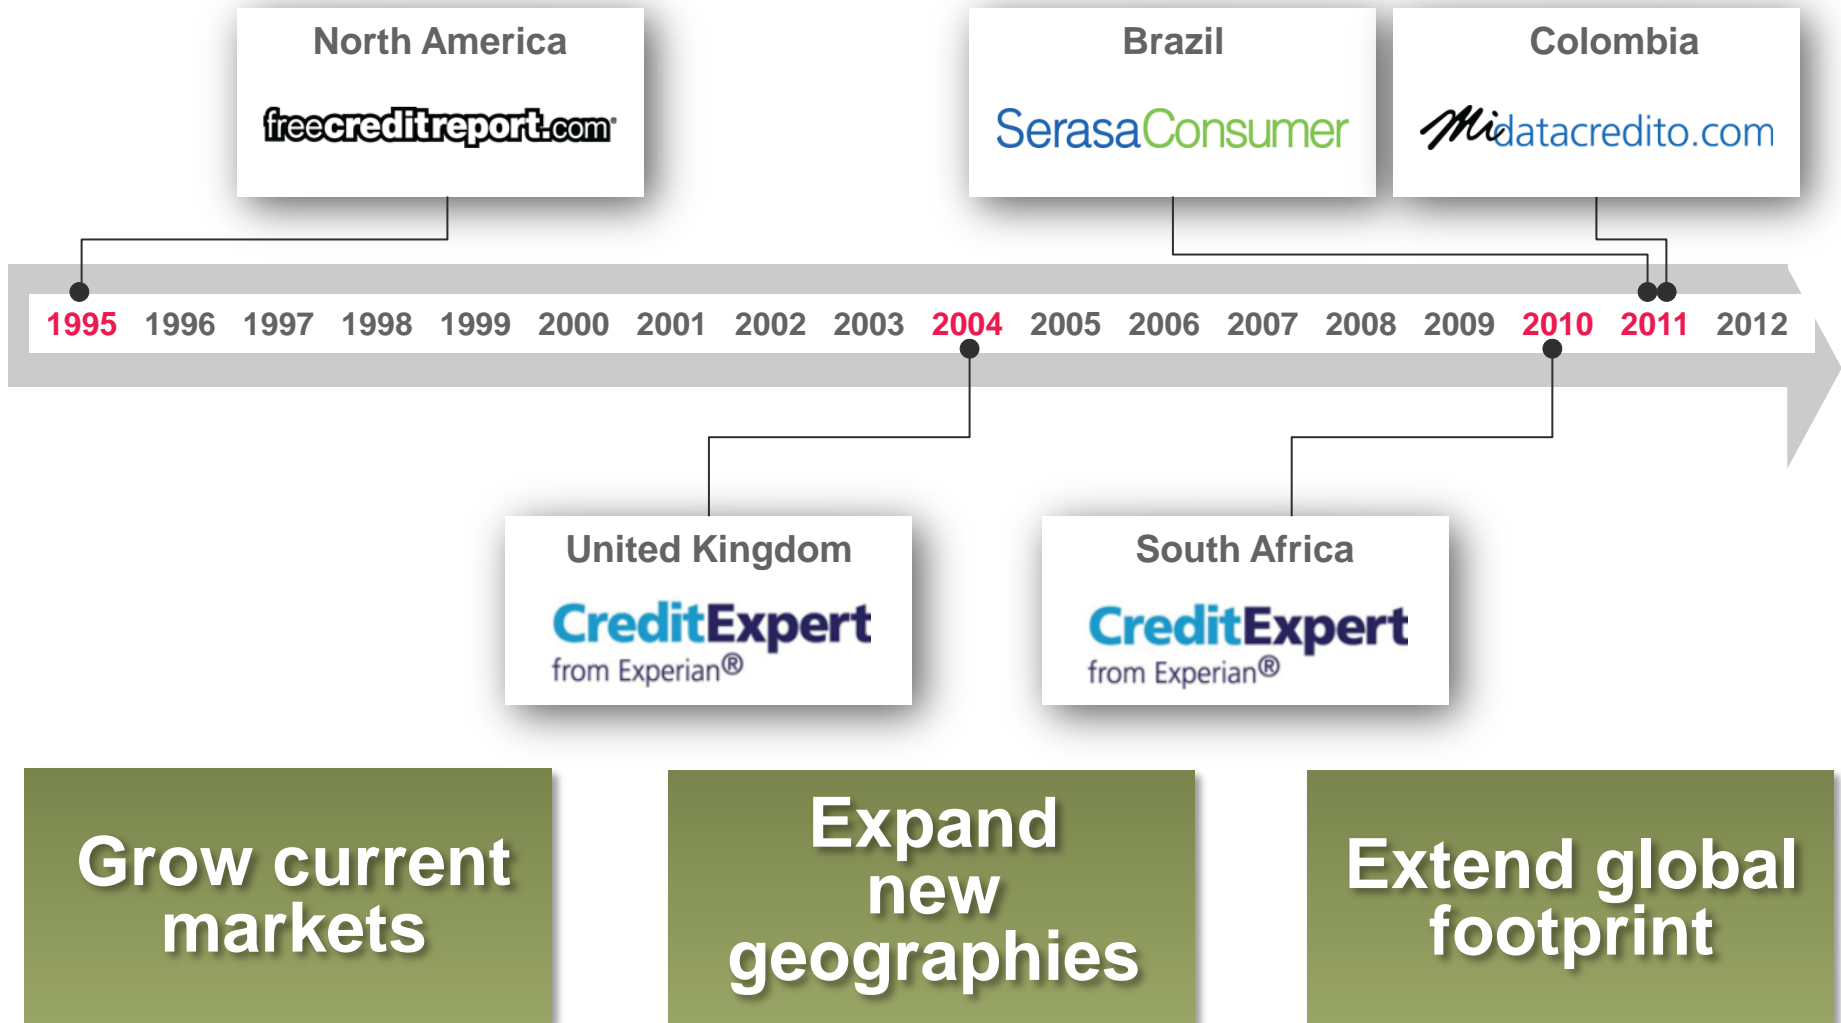 North America
freecreditreport.com®
Brazil
SerasaConsumer
Colombia
Midatacredito.com
1995 1996 1997 1998 1999 2000 2001 2002 2003 2004 2005 2006 2007 2008 2009 2010 2011 2012
United Kingdom
CreditExpert
from Experian®
South Africa
CreditExpert
from Experian®
Grow current
markets
Expand
new
geographies
Extend global
footprint